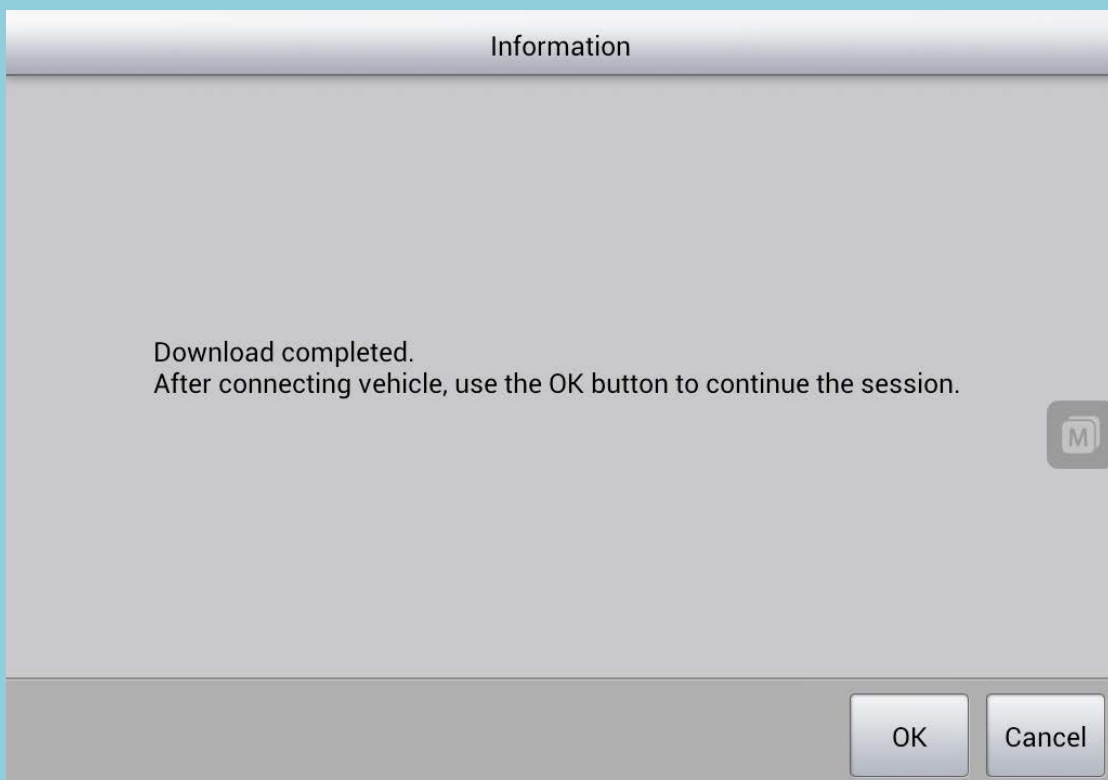 Information
Download completed.
After connecting vehicle, use the OK button to continue the session.
M
OK
Cancel